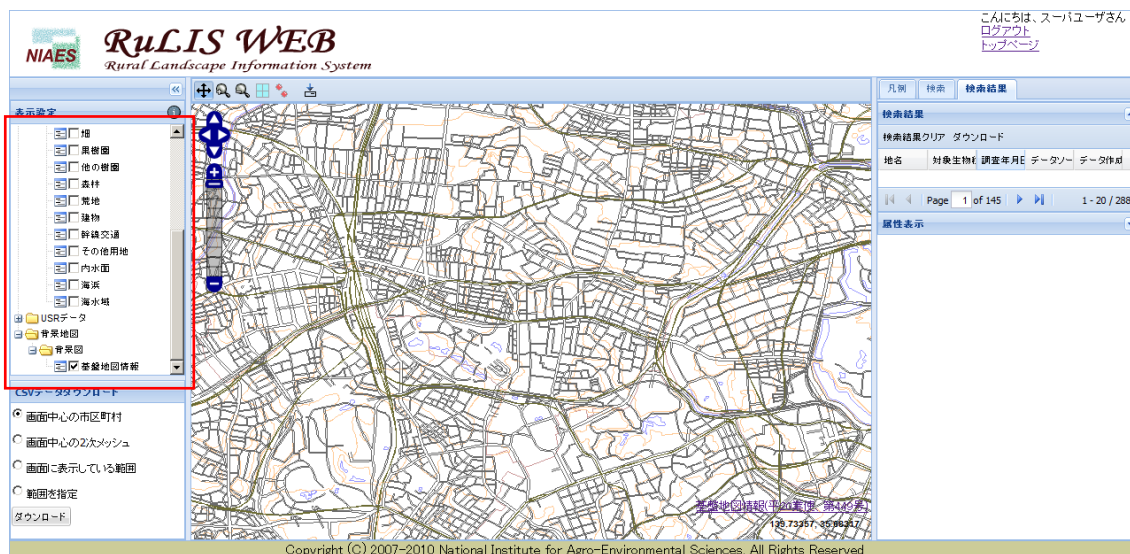 こんにちは、スーパユーザさん
ログアウト
トップページ
NIAES
RuLIS WEB
Rural Landscape Information System
表示設定
畑
果樹園
他の樹園
森林
荒地
建物
幹線交通
その他用地
内水面
海浜
海水域
USRデータ
背景地図
背景図
基盤地図情報
CSVデータダウンロード
画面中心の市区町村
画面中心の2次メッシュ
画面に表示している範囲
範囲を指定
ダウンロード
凡例 検索 検索結果
検索結果
検索結果クリア ダウンロード
地名 対象生物 調査年月 データソー データ作成
Page 1 of 145 1 - 20 / 288
属性表示
基盤地図情報(平20業使、第449号)
Copyright (C) 2007-2010 National Institute for Agro-Environmental Sciences. All Rights Reserved